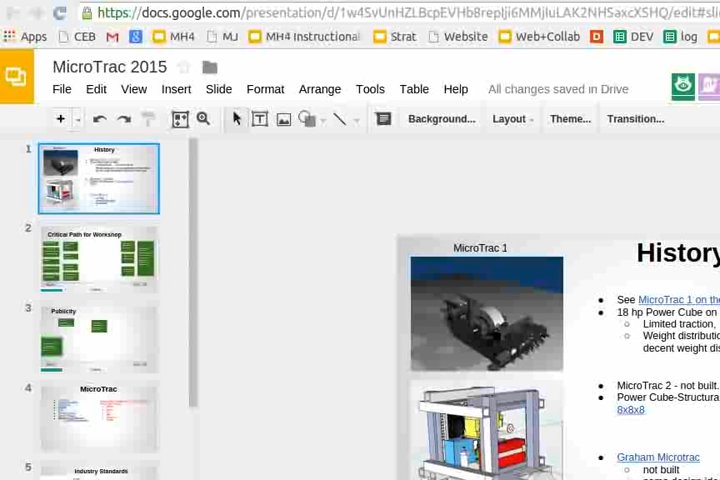 https://docs.google.com/presentation/d/1w4SvUnHZLBcpEVHb8repIji6MMjIuLAK2NHSaxcXSHQ/edit#sli
Apps CEB MH4 MJ MH4 Instructional Strat Website Web+Collab DEV log
MicroTrac 2015
File Edit View Insert Slide Format Arrange Tools Table Help All changes saved in Drive
Background... Layout Theme... Transition...
1
History
2
Critical Path for Workshop
3
Publicity
4
MicroTrac
5
Industry Standards
MicroTrac 1
History
See MicroTrac 1 on the
18 hp Power Cube on
Limited traction,
Weight distributio
decent weight dis
MicroTrac 2 - not built.
Power Cube-Structura
8x8x8
Graham Microtrac
not built
some design ide